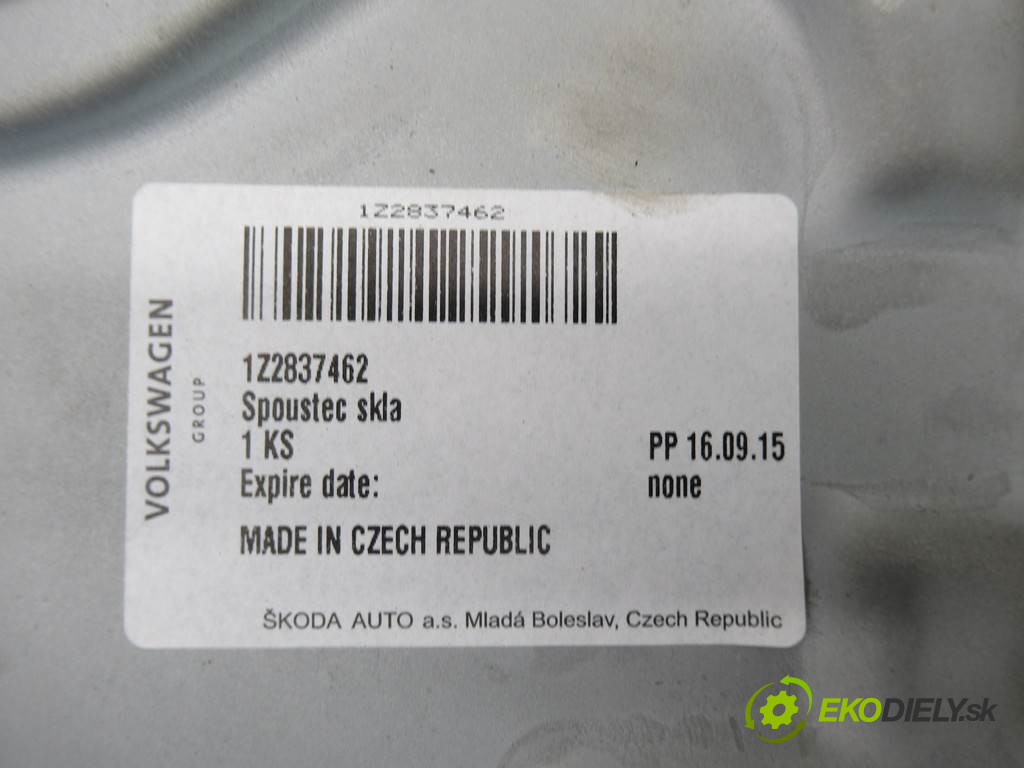 1Z2837462
VOLKSWAGEN
GROUP
1Z2837462
Spoustec skla
1 KS PP 16.09.15
Expire date: none
MADE IN CZECH REPUBLIC
ŠKODA AUTO a.s. Mladá Boleslav, Czech Republic
EKODIELY.sk